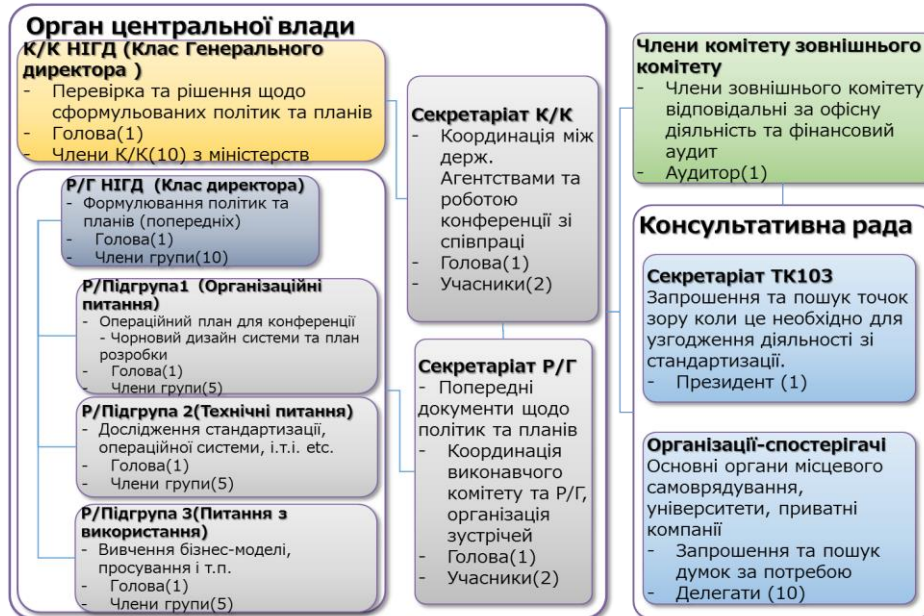 Орган центральної влади
К/К НІГД (Клас Генерального
директора )
- Перевірка та рішення щодо
сформульованих політик та планів
- Голова(1)
- Члени К/К(10) з міністерств
Р/Г НІГД (Клас директора)
- Формулювання політик та
планів (попередніх)
- Голова(1)
- Члени групи(10)
Р/Підгрупа1 (Організаційні
питання)
- Операційний план для конференції
- Чорновий дизайн системи та план
розробки
- Голова(1)
- Члени групи(5)
Р/Підгрупа 2(Технічні питання)
- Дослідження стандартизації,
операційної системи, і.т.і. etc.
- Голова(1)
- Члени групи(5)
Р/Підгрупа 3(Питання з
використання)
- Вивчення бізнес-моделі,
просування і т.п.
- Голова(1)
- Члени групи(5)
Секретаріат К/К
- Координація між
держ.
Агентствами та
роботою
конференції зі
співпраці
- Голова(1)
- Учасники(2)
Секретаріат Р/Г
- Попередні
документи щодо
політик та планів
- Координація
виконавчого
комітету та Р/Г,
організація
зустрічей
- Голова(1)
- Учасники(2)
Члени комітету зовнішнього
комітету
- Члени зовнішнього комітету
відповідальні за офісну
діяльність та фінансовий
аудит
- Аудитор(1)
Консультативна рада
Секретаріат ТК103
Запрошення та пошук точок
зору коли це необхідно для
узгодження діяльності зі
стандартизації.
- Президент (1)
Організації-спостерігачі
Основні органи місцевого
самоврядування,
університети, приватні
компанії
- Запрошення та пошук
думок за потребою
- Делегати (10)